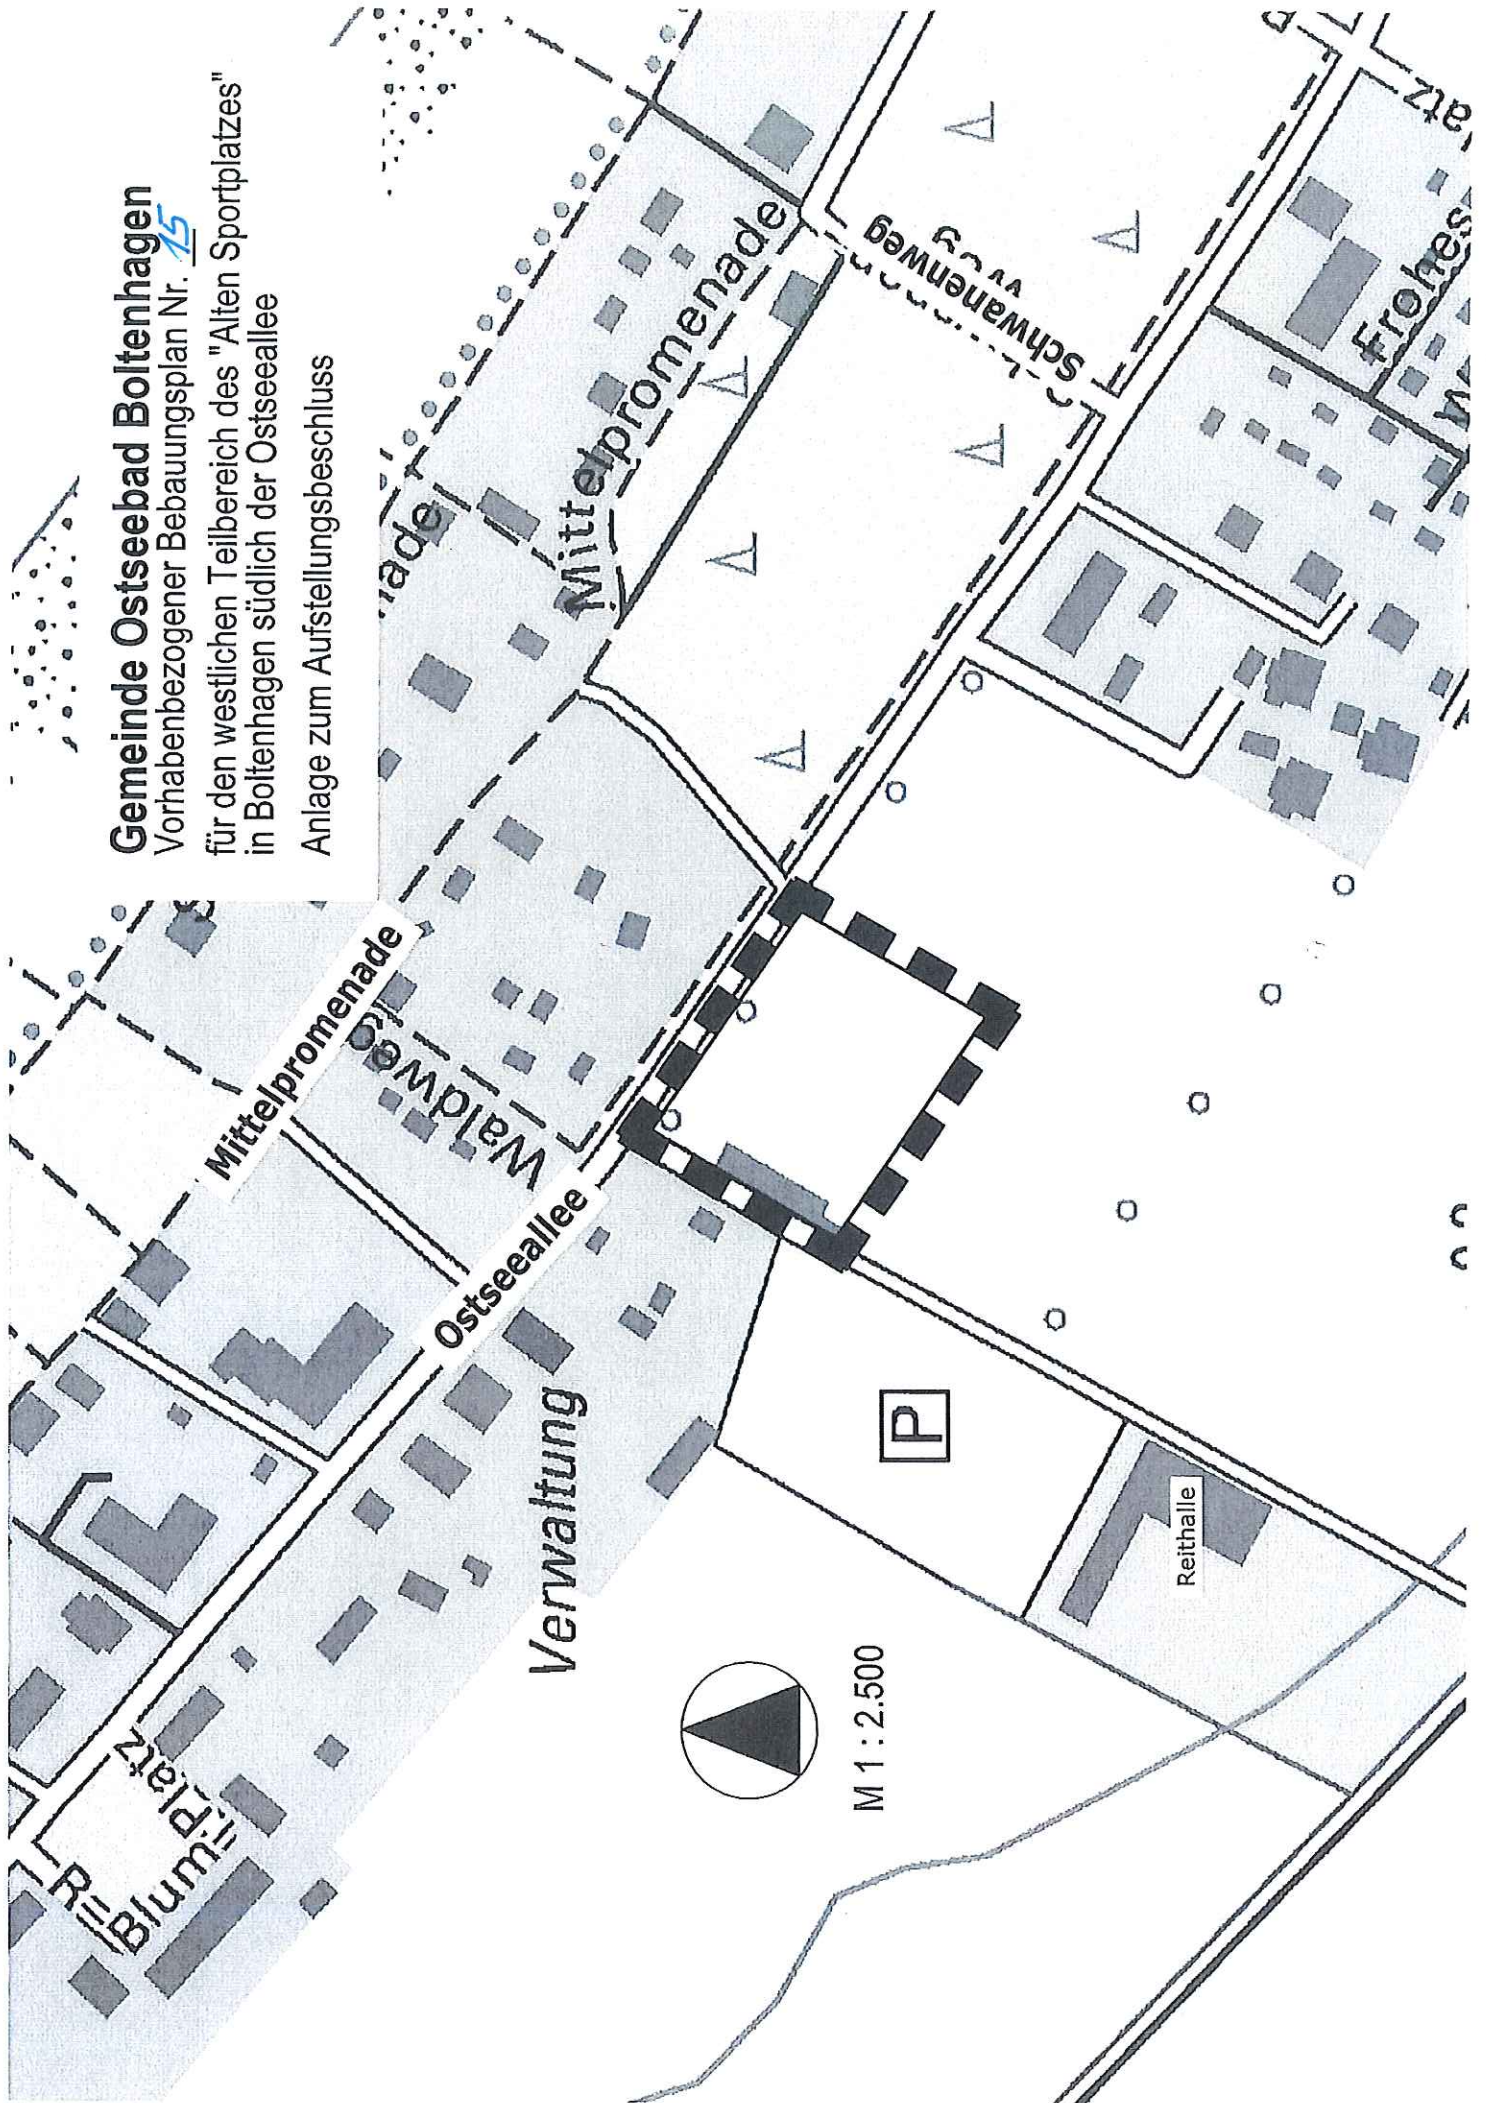 Gemeinde Ostseebad Boltenhagen
Vorhabenbezogener Bebauungsplan Nr. 15
für den westlichen Teilbereich des "Alten Sportplatzes"
in Boltenhagen südlich der Ostseeallee
Anlage zum Aufstellungsbeschluss
Mittelpromenade
Mittelpromenade
Waldweg
Ostseeallee
Schwanenweg
Verwaltung
Platz
P
Reithalle
M 1 : 2.500